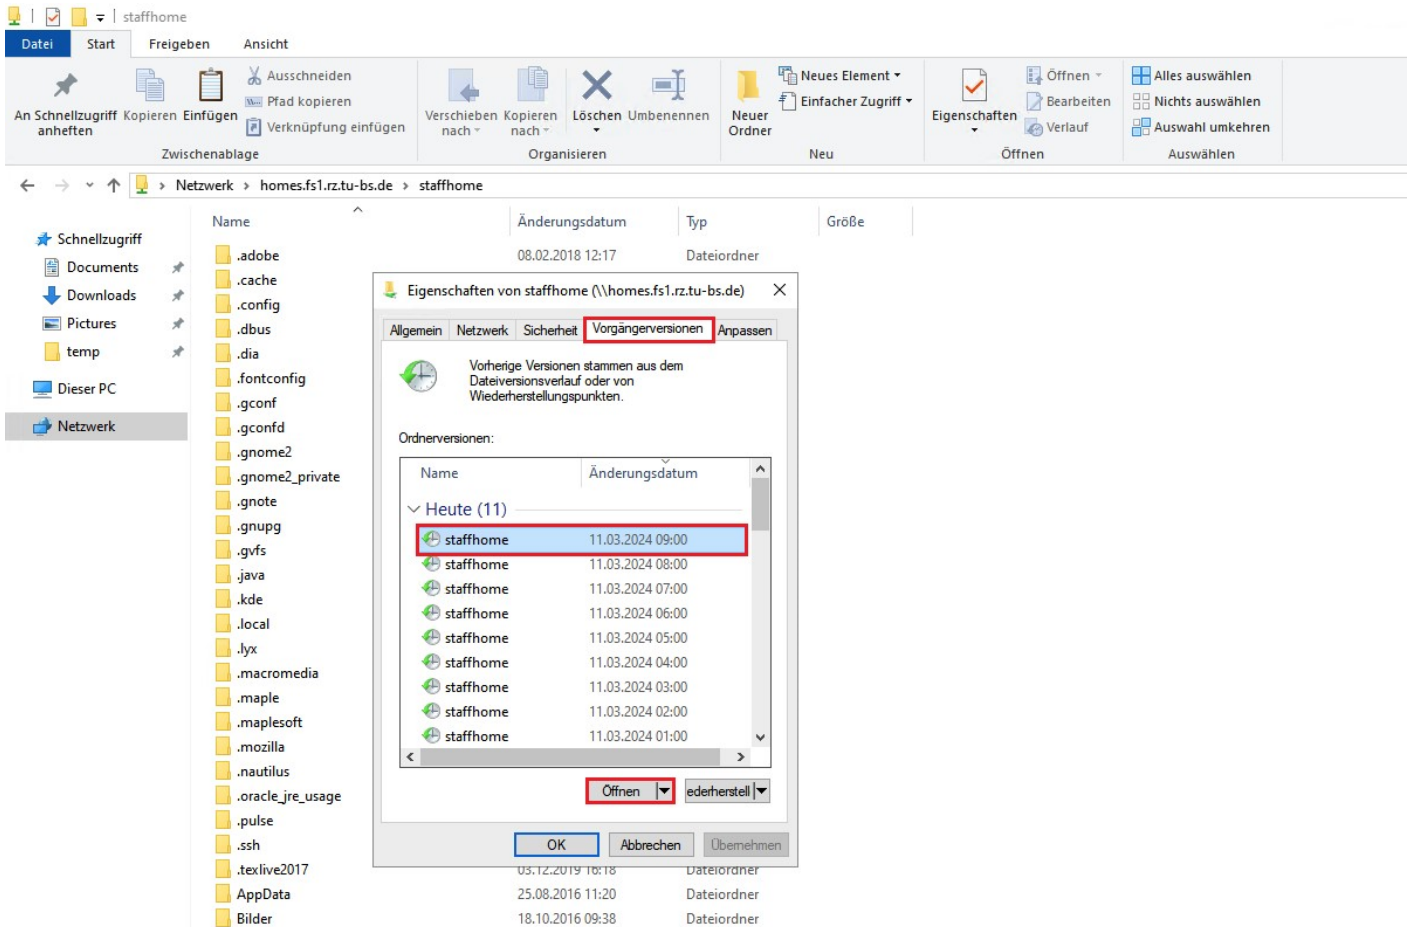 staffhome
Datei Start Freigeben Ansicht
An Schnellzugriff anheften
Kopieren
Einfügen
Ausschneiden
Pfad kopieren
Verknüpfung einfügen
Zwischenablage
Verschieben nach
Kopieren nach
Löschen
Umbenennen
Organisieren
Neuer Ordner
Neues Element
Einfacher Zugriff
Neu
Eigenschaften
Öffnen
Bearbeiten
Verlauf
Öffnen
Alles auswählen
Nichts auswählen
Auswahl umkehren
Auswählen
Netzwerk > homes.fs1.rz.tu-bs.de > staffhome
Schnellzugriff
Documents
Downloads
Pictures
temp
Dieser PC
Netzwerk
Name Änderungsdatum Typ Größe
.adobe 08.02.2018 12:17 Dateiordner
.cache
.config
.dbus
.dia
.fontconfig
.gconf
.gconfd
.gnome2
.gnome2_private
.gnote
.gnupg
.gvfs
.java
.kde
.local
.lyx
.macromedia
.maple
.maplesoft
.mozilla
.nautilus
.oracle_jre_usage
.pulse
.ssh
.texlive2017 03.12.2019 16:18 Dateiordner
AppData 25.08.2016 11:20 Dateiordner
Bilder 18.10.2016 09:38 Dateiordner
Eigenschaften von staffhome (\\homes.fs1.rz.tu-bs.de)
Allgemein Netzwerk Sicherheit Vorgängerversionen Anpassen
Vorherige Versionen stammen aus dem
Dateiversionsverlauf oder von
Wiederherstellungspunkten.
Ordnerversionen:
Name Änderungsdatum
Heute (11)
staffhome 11.03.2024 09:00
staffhome 11.03.2024 08:00
staffhome 11.03.2024 07:00
staffhome 11.03.2024 06:00
staffhome 11.03.2024 05:00
staffhome 11.03.2024 04:00
staffhome 11.03.2024 03:00
staffhome 11.03.2024 02:00
staffhome 11.03.2024 01:00
Öffnen ederherstell
OK Abbrechen Übernehmen